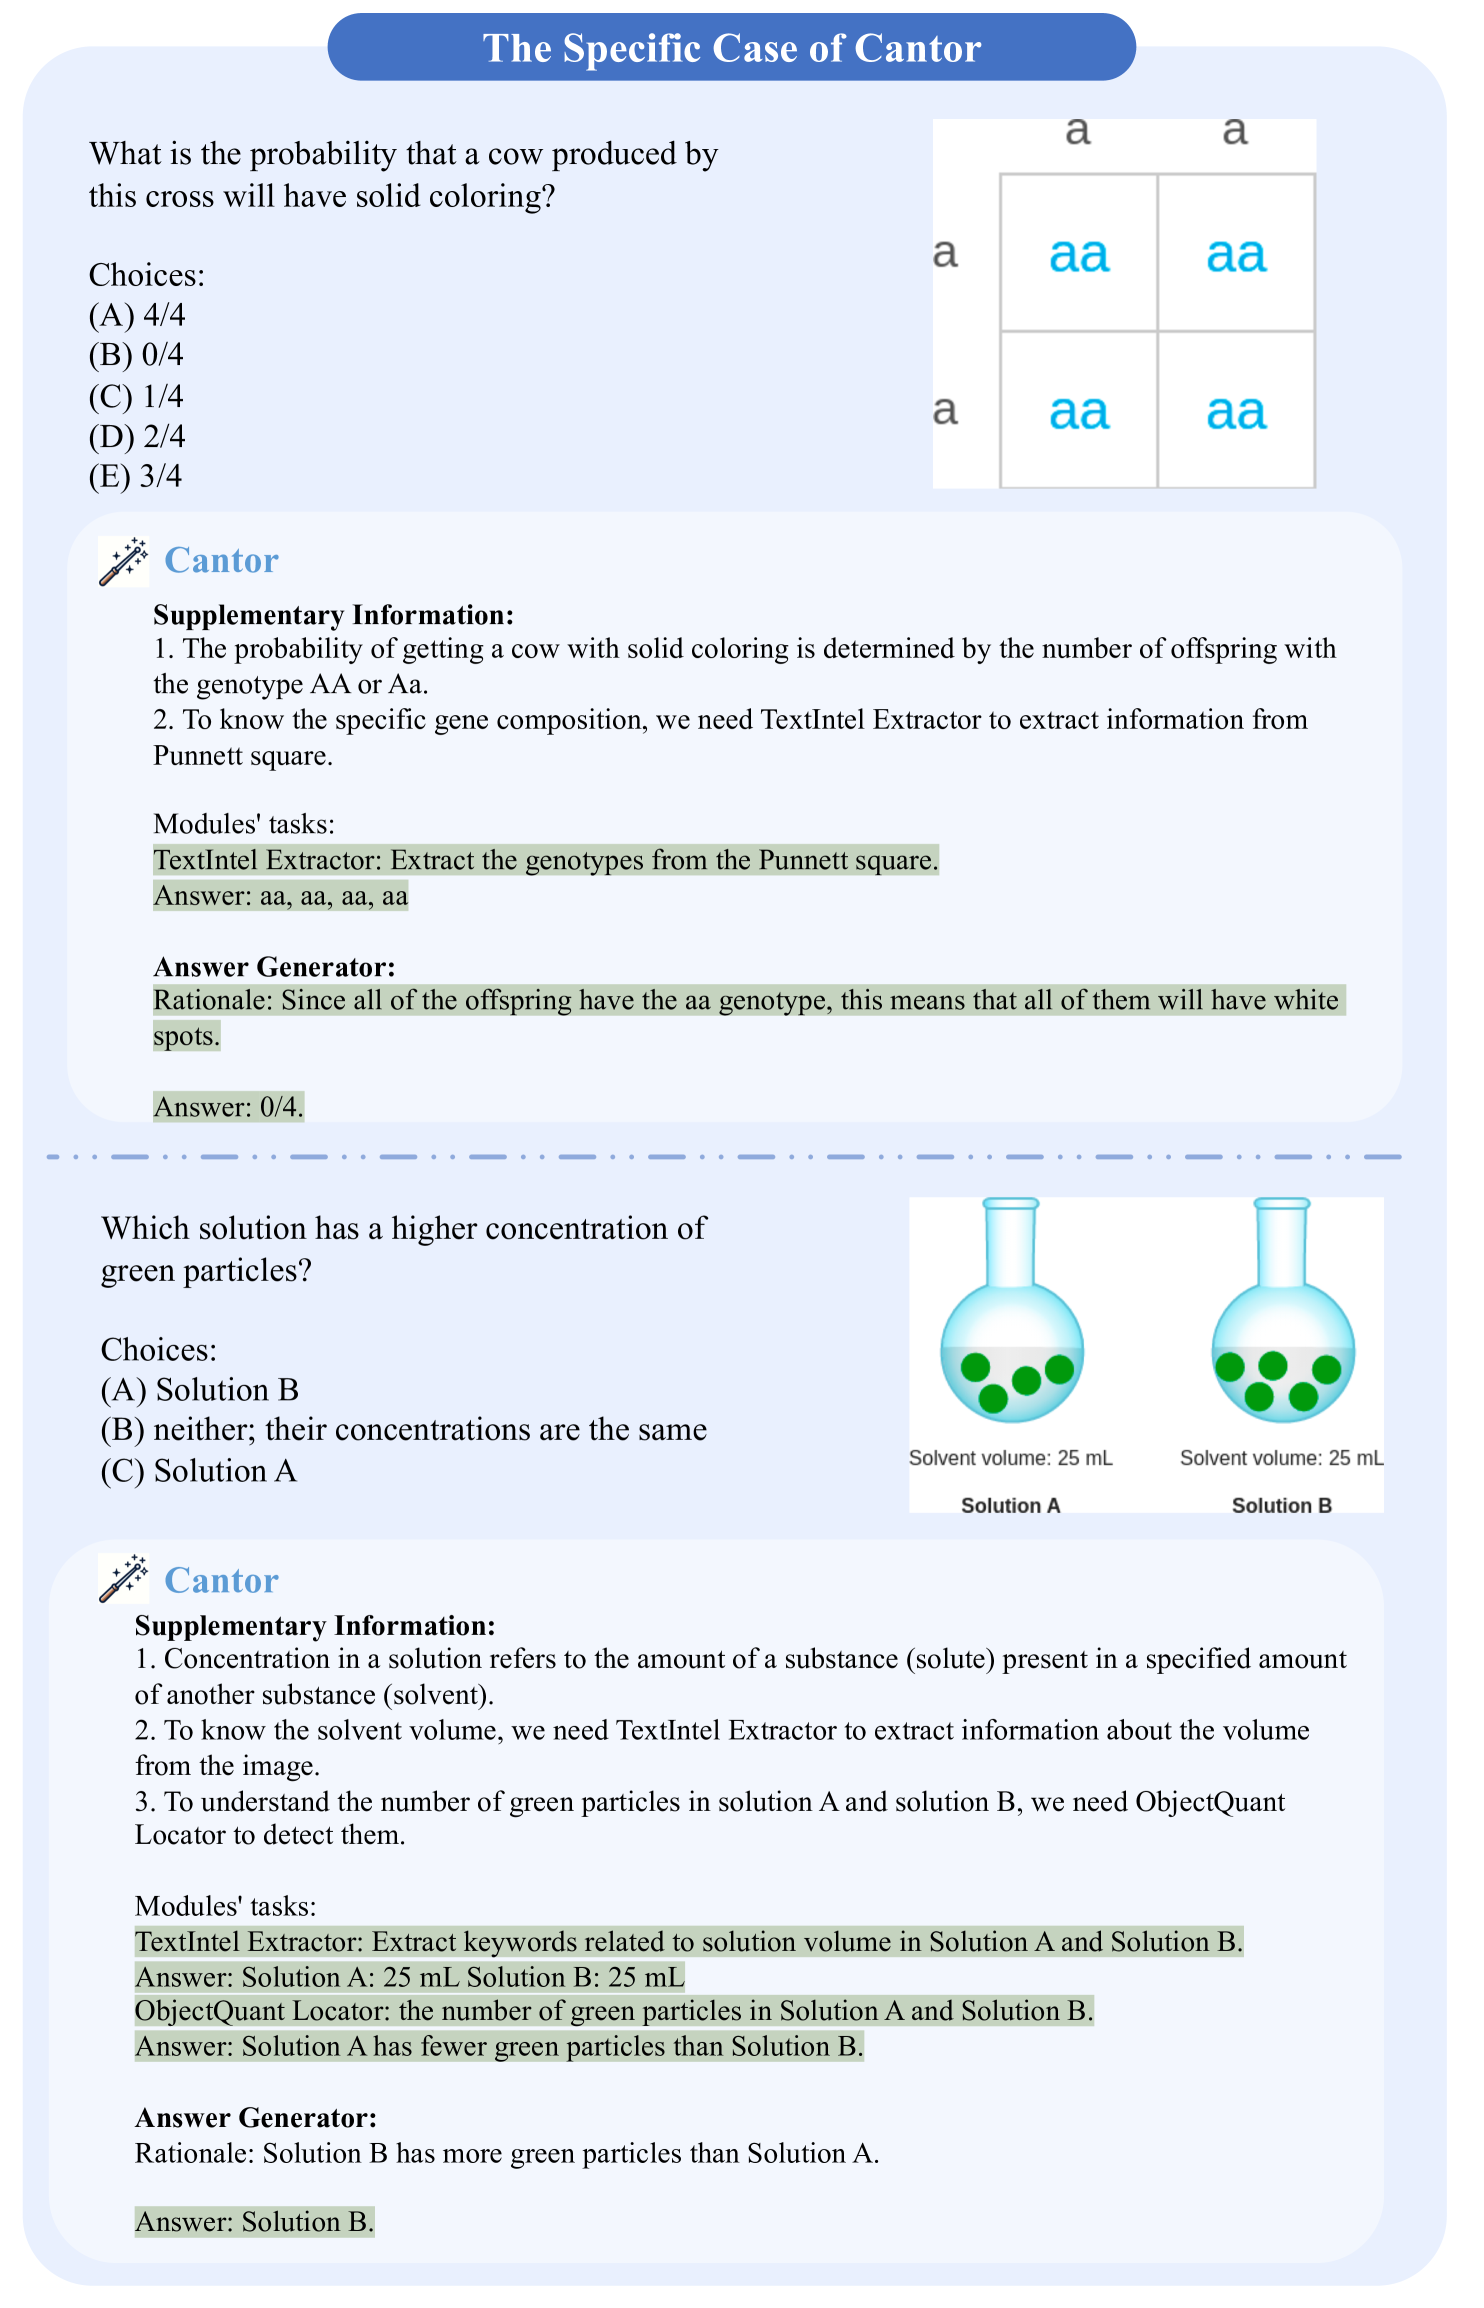 The Specific Case of Cantor
What is the probability that a cow produced by
this cross will have solid coloring?
Choices:
(A) 4/4
(B) 0/4
(C) 1/4
(D) 2/4
(E) 3/4
a a
a aa aa
a aa aa
Cantor
Supplementary Information:
1. The probability of getting a cow with solid coloring is determined by the number of offspring with
the genotype AA or Aa.
2. To know the specific gene composition, we need TextIntel Extractor to extract information from
Punnett square.
Modules' tasks:
TextIntel Extractor: Extract the genotypes from the Punnett square.
Answer: aa, aa, aa, aa
Answer Generator:
Rationale: Since all of the offspring have the aa genotype, this means that all of them will have white
spots.
Answer: 0/4.
Which solution has a higher concentration of
green particles?
Choices:
(A) Solution B
(B) neither; their concentrations are the same
(C) Solution A
Solvent volume: 25 mL Solvent volume: 25 mL
Solution A Solution B
Cantor
Supplementary Information:
1. Concentration in a solution refers to the amount of a substance (solute) present in a specified amount
of another substance (solvent).
2. To know the solvent volume, we need TextIntel Extractor to extract information about the volume
from the image.
3. To understand the number of green particles in solution A and solution B, we need ObjectQuant
Locator to detect them.
Modules' tasks:
TextIntel Extractor: Extract keywords related to solution volume in Solution A and Solution B.
Answer: Solution A: 25 mL Solution B: 25 mL
ObjectQuant Locator: the number of green particles in Solution A and Solution B.
Answer: Solution A has fewer green particles than Solution B.
Answer Generator:
Rationale: Solution B has more green particles than Solution A.
Answer: Solution B.